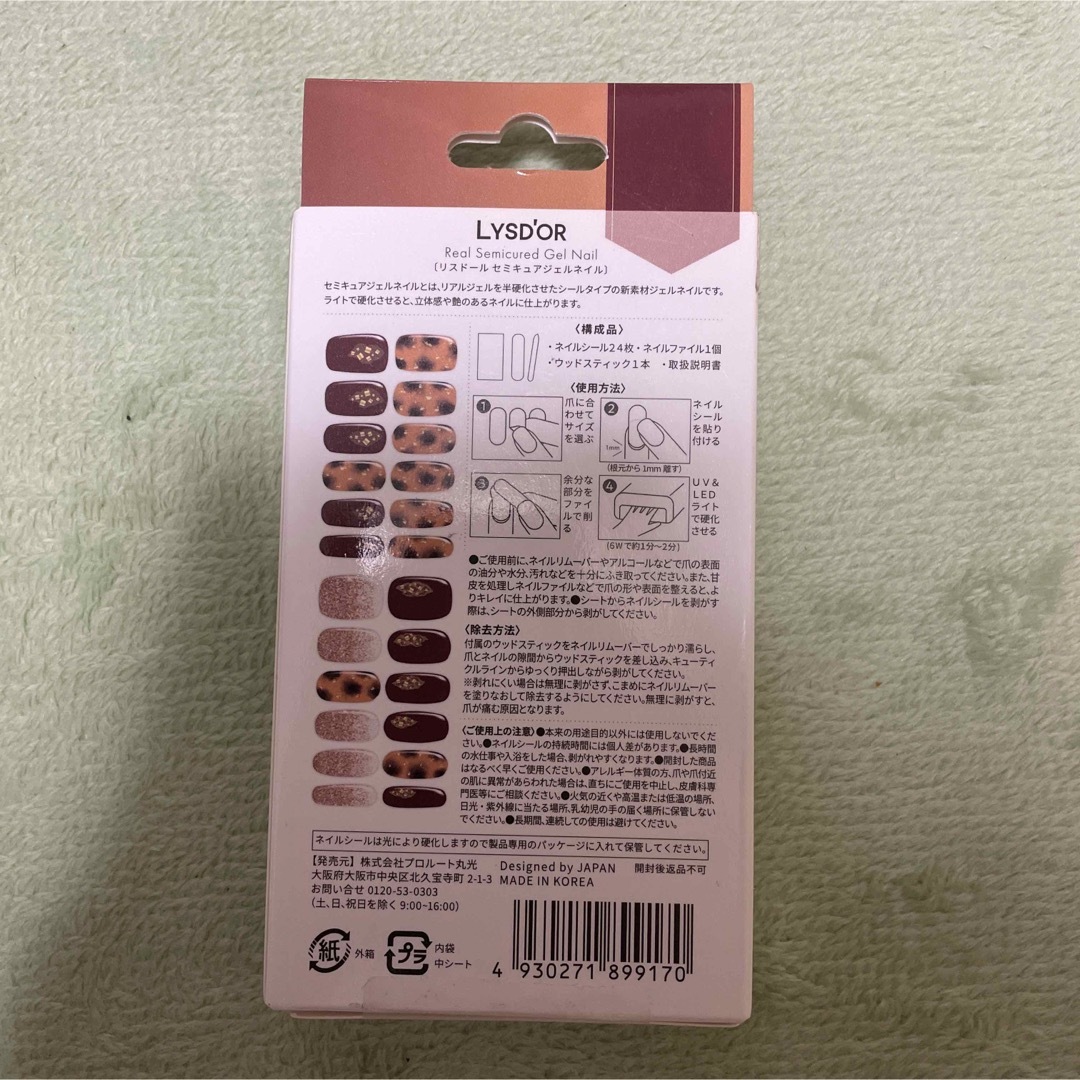 LYSD'OR
Real Semicured Gel Nail
〔リスドール セミキュアジェルネイル〕
セミキュアジェルネイルとは、リアルジェルを半硬化させたシールタイプの新素材ジェルネイルです。
ライトで硬化させると、立体感や艶のあるネイルに仕上がります。
〈構成品〉
・ネイルシール24枚・ネイルファイル1個
・ウッドスティック1本 ・取扱説明書
〈使用方法〉
1
爪に合
わせて
サイズ
を選ぶ
2
1mm
ネイル
シール
を貼り
付ける
(根元から1mm離す)
3
余分な
部分を
ファイ
ルで削
る
4
UV&
LED
ライト
で硬化
させる
(6Wで約1分〜2分)
●ご使用前に、ネイルリムーバーやアルコールなどで爪の表面
の油分や水分、汚れなどを十分にふき取ってください。また、甘
皮を処理しネイルファイルなどで爪の形や表面を整えると、よ
りキレイに仕上がります。●シートからネイルシールを剥がす
際は、シートの外側部分から剥がしてください。
〈除去方法〉
付属のウッドスティックをネイルリムーバーでしっかり濡らし、
爪とネイルの隙間からウッドスティックを差し込み、キューティ
クルラインからゆっくり押出しながら剥がしてください。
※剥れにくい場合は無理に剥がさず、こまめにネイルリムーバー
を塗りなおして除去するようにしてください。無理に剥がすと、
爪が痛む原因となります。
〈ご使用上の注意〉●本来の用途目的以外には使用しないでくだ
さい。●ネイルシールの持続時間には個人差があります。●長時間
の水仕事や入浴をした場合、剥がれやすくなります。●開封した商品
はなるべく早くご使用ください。●アレルギー体質の方、爪や爪付近
の肌に異常があらわれた場合は、直ちにご使用を中止し、皮膚科専
門医等にご相談ください。●火気の近くや高温または低温の場所、
日光・紫外線に当たる場所、乳幼児の手の届く場所に保管しない
でください。●長期間、連続しての使用は避けてください。
ネイルシールは光により硬化しますので製品専用のパッケージに入れて保管してください。
【発売元】株式会社プロルート丸光
大阪府大阪市中央区北久宝寺町2-1-3
お問い合せ 0120-53-0303
(土、日、祝日を除く9:00~16:00)
Designed by JAPAN
MADE IN KOREA
開封後返品不可
紙 外箱
プラ 内袋
中シート
4 930271 899170